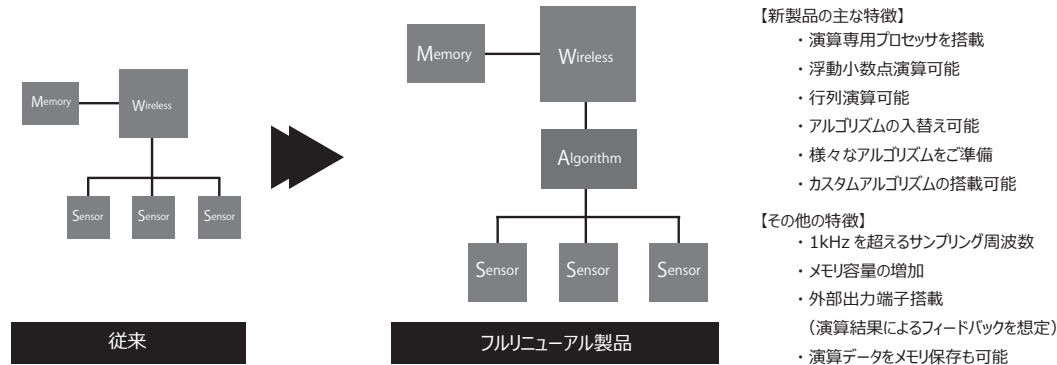 Memory
Wireless
Sensor Sensor Sensor
従来
Memory
Wireless
Algorithm
Sensor Sensor Sensor
フルリニューアル製品
【新製品の主な特徴】
・演算専用プロセッサを搭載
・浮動小数点演算可能
・行列演算可能
・アルゴリズムの入替え可能
・様々なアルゴリズムをご準備
・カスタムアルゴリズムの搭載可能
【その他の特徴】
・1kHz を超えるサンプリング周波数
・メモリ容量の増加
・外部出力端子搭載
（演算結果によるフィードバックを想定）
・演算データをメモリ保存も可能